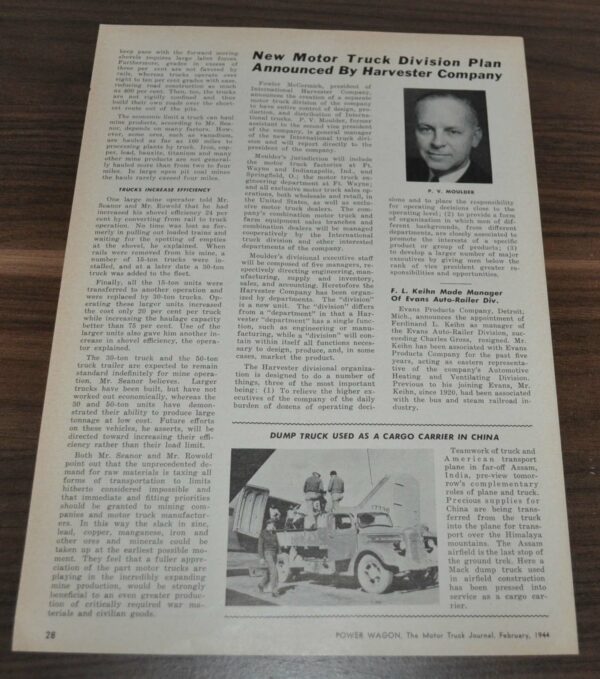 keep pace with the forward moving
shovels requires large labor forces.
Furthermore, grades in excess of
three per cent are not favored by
rails, whereas trucks operate over
eight to ten per cent grades with ease,
reducing road construction as much
as 400 per cent. Then, too, the trucks
are not rigidly confined and thus
build their own roads over the short-
est route out of the pits.
The economic limit a truck can haul
mine products, according to Mr. Sea-
nor, depends on many factors. How-
ever, some ores, such as vanadium,
are hauled as far as 100 miles to
processing plants by truck. Iron, cop-
per, lead, bauxite, titanium and many
other mine products are not general-
ly hauled more than from two to four
miles. In large open pit coal mines
the hauls rarely exceed four miles.
TRUCKS INCREASE EFFICIENCY
One large mine operator told Mr.
Seanor and Mr. Rowold that he had
increased his shovel efficiency 24 per
cent by converting from rail to truck
operation. No time was lost as for-
merly in pulling out loaded trains and
waiting for the spotting of empties
at the shovel, he explained. When
rails were removed from his mine, a
number of 15-ton trucks were in-
stalled, and at a later date a 30-ton
truck was added to the fleet.
Finally, all the 15-ton units were
transferred to another operation and
were replaced by 30-ton trucks. Op-
erating these larger units increased
the cost only 20 per cent per truck
while increasing the haulage capacity
better than 75 per cent. Use of the
larger units also gave him another in-
crease in shovel efficiency, the opera-
tor explained.
The 30-ton truck and the 50-ton
truck trailer are expected to remain
standard indefinitely for mine opera-
tion, Mr. Seanor believes. Larger
trucks have been built, but have not
worked out economically, whereas the
30 and 50-ton units have demon-
strated their ability to produce large
tonnage at low cost. Future efforts
on these vehicles, he asserts, will be
directed toward increasing their effi-
ciency rather than their load limit.
Both Mr. Seanor and Mr. Rowold
point out that the unprecedented de-
mand for raw materials is taxing all
forms of transportation to limits
hitherto considered impossible and
that immediate and fitting priorities
should be granted to mining com-
panies and motor truck manufactur-
ers. In this way the slack in zinc,
lead, copper, manganese, iron and
other ores and minerals could be
taken up at the earliest possible mo-
ment. They feel that a fuller appre-
ciation of the part motor trucks are
playing in the incredibly expanding
mine production, would be strongly
beneficial to an even greater produc-
tion of critically required war ma-
terials and civilian goods.
New Motor Truck Division Plan
Announced By Harvester Company
Fowler McCormick, president of
International Harvester Company,
announces the creation of a separate
motor truck division of the company
to have entire control of design, pro-
duction, and distribution of Interna-
tional trucks. P. V. Moulder, former
assistant to the second vice president
of the company, is general manager
of the new International truck divi-
sion and will report directly to the
president of the company.
Moulder's jurisdiction will include
the motor truck factories at Ft.
Wayne and Indianapolis, Ind., and
Springfield, O.; the motor truck en-
gineering department at Ft. Wayne;
and all exclusive motor truck sales op-
erations, both wholesale and retail, in
the United States, as well as exclu-
sive motor truck dealers. The com-
pany's combination motor truck and
farm equipment sales branches and
combination dealers will be managed
cooperatively by the International
truck division and other interested
departments of the company.
Moulder's divisional executive staff
will be composed of five managers, re-
spectively directing engineering, man-
ufacturing, supply and inventory,
sales, and accounting. Heretofore the
Harvester Company has been organ-
ized by departments. The "division"
is a new unit. The "division" differs
from a "department" in that a Har-
vester "department" has a single func-
tion, such as engineering or manu-
facturing, while a "division" will con-
tain within itself all functions neces-
sary to design, produce, and, in some
cases, market the product.
The Harvester divisional organiza-
tion is designed to do a number of
things, three of the most important
being: (1) To relieve the higher ex-
ecutives of the company of the daily
burden of dozens of operating deci-
P. V. MOULDER
sions and to place the responsibility
for operating decisions close to the
operating level; (2) to provide a form
of organization in which men of dif-
ferent backgrounds, from different
departments, are closely associated to
promote the interests of a specific
product or group of products; (3)
to develop a larger number of major
executives by giving men below the
rank of vice president greater re-
sponsibilities and opportunities.
F. L. Keihn Made Manager
Of Evans Auto-Railer Div.
Evans Products Company, Detroit,
Mich., announces the appointment of
Ferdinand L. Keihn as manager of
the Evans Auto-Railer Division, suc-
ceeding Charles Gross, resigned. Mr.
Keihn has been associated with Evans
Products Company for the past five
years, acting as eastern representa-
tive of the company's Automotive
Heating and Ventilating Division.
Previous to his joining Evans, Mr.
Keihn, since 1920, had been associated
with the bus and steam railroad in-
dustry.
DUMP TRUCK USED AS A CARGO CARRIER IN CHINA
Teamwork of truck and
American transport
plane in far-off Assam,
India, pre-view tomor-
row's complementary
roles of plane and truck.
Precious supplies for
China are being trans-
ferred from the truck
into the plane for trans-
port over the Himalaya
mountains. The Assam
airfield is the last stop of
the ground trek. Here a
Mack dump truck used
in airfield construction
has been pressed into
service as a cargo car-
rier.
28
POWER WAGON, The Motor Truck Journal, February, 1944